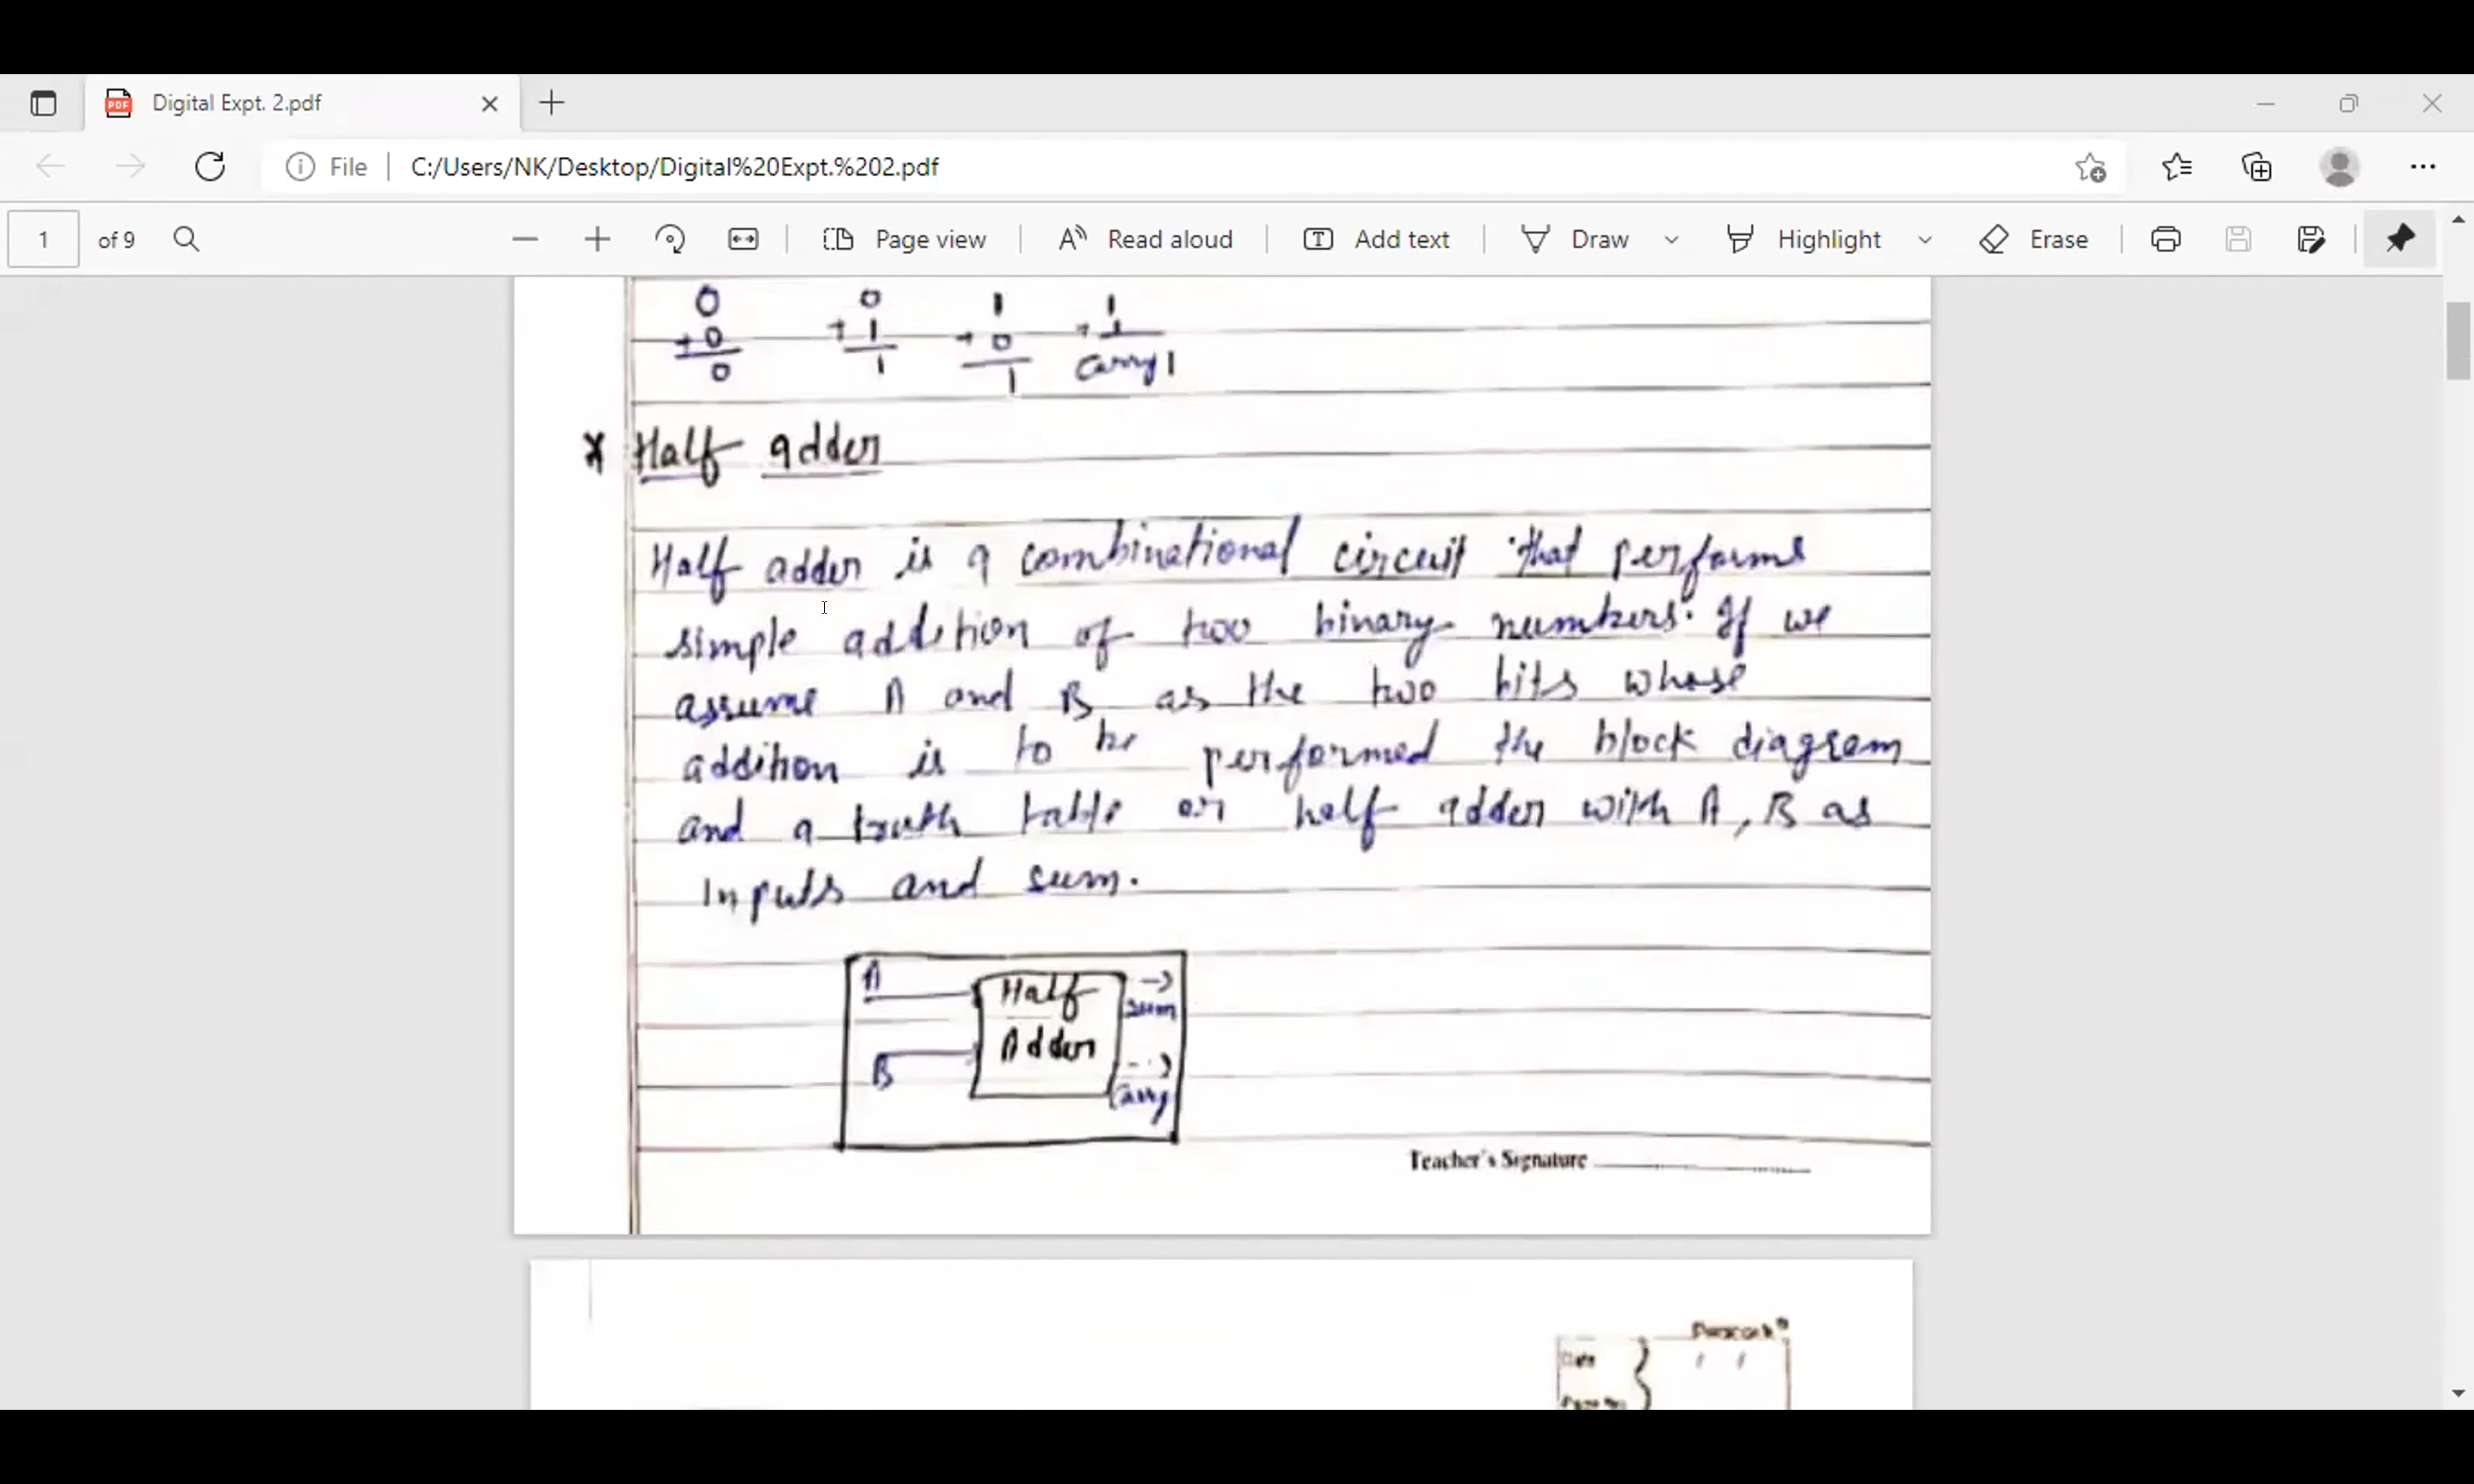 Digital Expt. 2.pdf
File C:/Users/NK/Desktop/Digital%20Expt.%202.pdf
1 of 9 Page view Read aloud Add text Draw Highlight Erase
0 0 1 1
+0 +1 +0 +1
0 1 1 Carry 1
* Half adder
Half adder is a combinational circuit that performs
simple addition of two binary numbers. If we
assume A and B as the two bits whose
addition is to be performed the block diagram
and a truth table or half adder with A, B as
Inputs and sum.
A Half → sum
B Adder → Carry
Teacher's Signature
Date